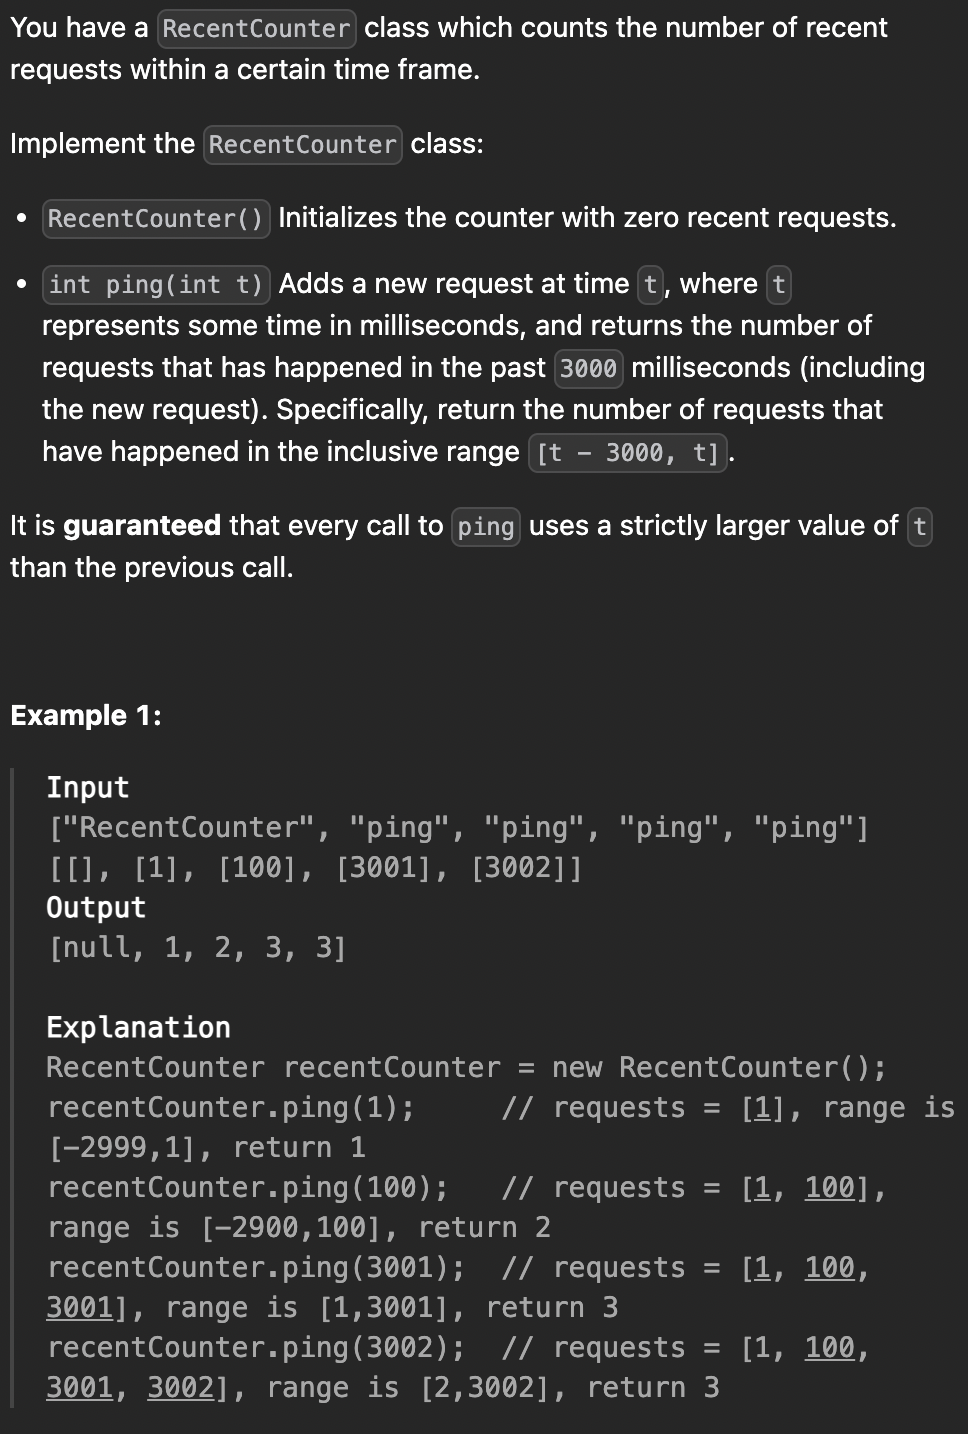 You have a RecentCounter class which counts the number of recent
requests within a certain time frame.
Implement the RecentCounter class:
• RecentCounter() Initializes the counter with zero recent requests.
• int ping(int t) Adds a new request at time t, where t
represents some time in milliseconds, and returns the number of
requests that has happened in the past 3000 milliseconds (including
the new request). Specifically, return the number of requests that
have happened in the inclusive range [t - 3000, t].
It is guaranteed that every call to ping uses a strictly larger value of t
than the previous call.
Example 1:
Input
["RecentCounter", "ping", "ping", "ping", "ping"]
[[], [1], [100], [3001], [3002]]
Output
[null, 1, 2, 3, 3]
Explanation
RecentCounter recentCounter = new RecentCounter();
recentCounter.ping(1);     // requests = [1], range is
[-2999,1], return 1
recentCounter.ping(100);   // requests = [1, 100],
range is [-2900,100], return 2
recentCounter.ping(3001);  // requests = [1, 100,
3001], range is [1,3001], return 3
recentCounter.ping(3002);  // requests = [1, 100,
3001, 3002], range is [2,3002], return 3